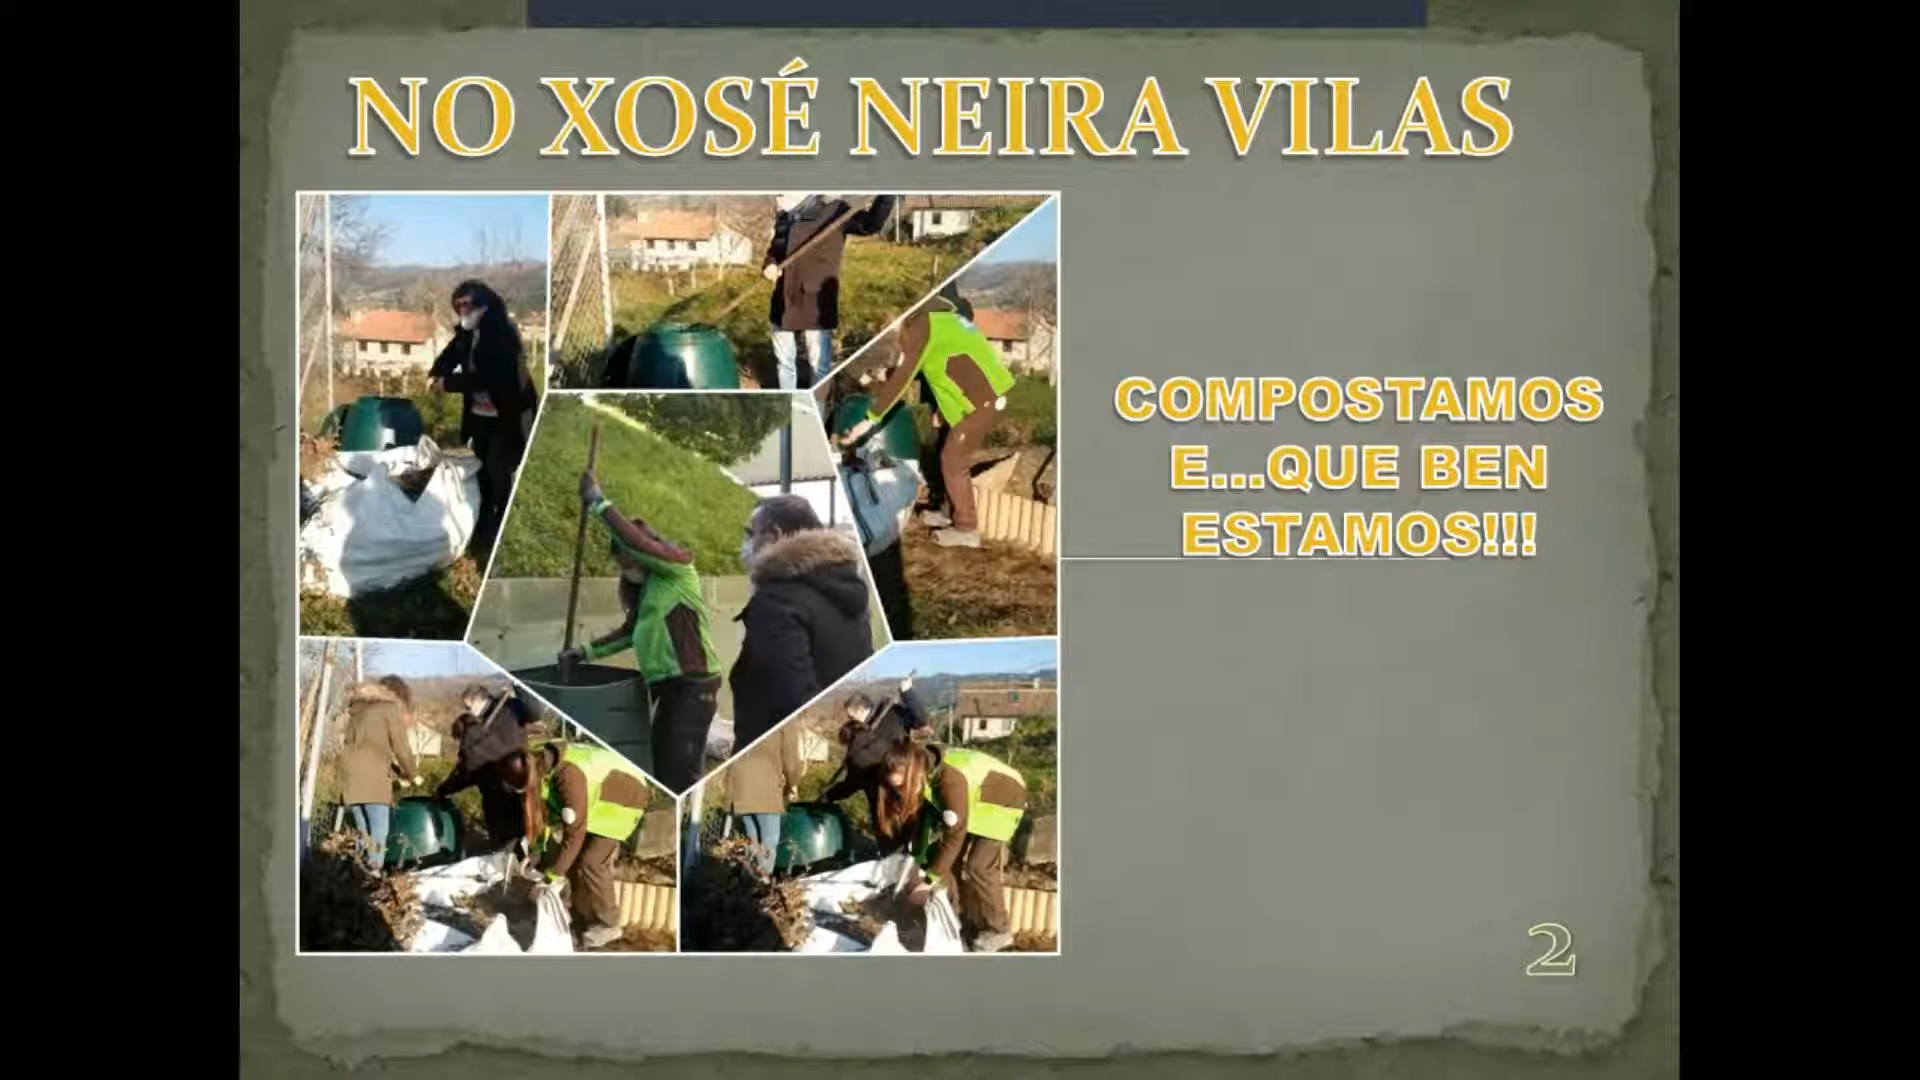 NO XOSÉ NEIRA VILAS
COMPOSTAMOS
E...QUE BEN
ESTAMOS!!!
2